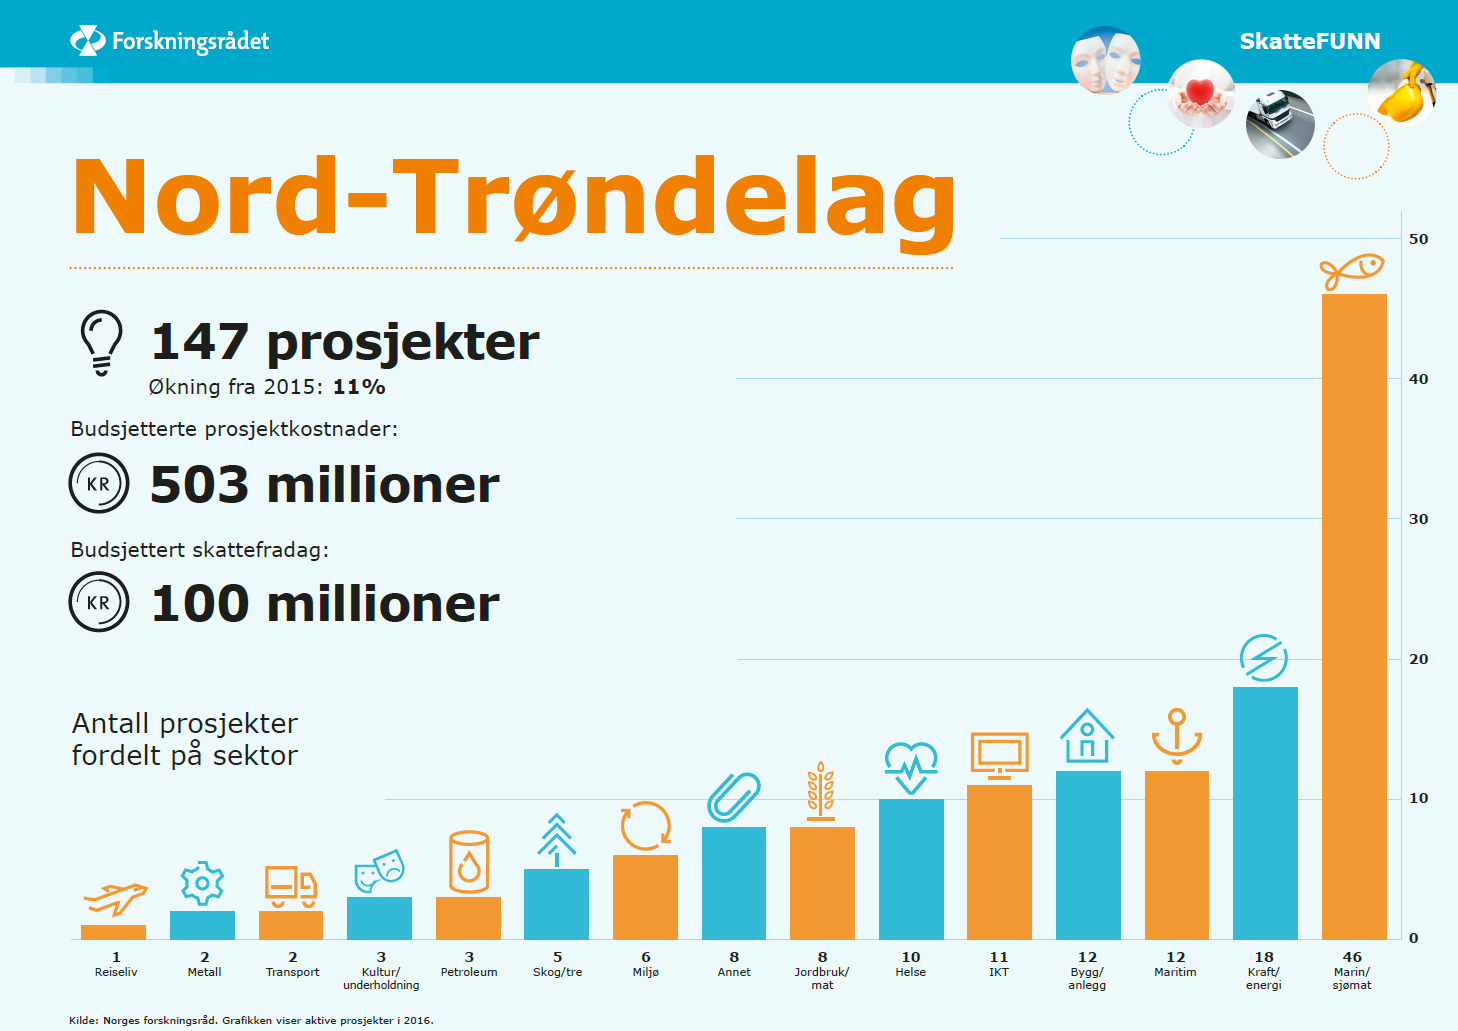 Forskningsrådet
SkatteFUNN
Nord-Trøndelag
147 prosjekter
Økning fra 2015: 11%
Budsjetterte prosjektkostnader:
KR 503 millioner
Budsjettert skattefradag:
KR 100 millioner
Antall prosjekter
fordelt på sektor
50
40
30
20
10
0
1
Reiseliv
2
Metall
2
Transport
3
Kultur/
underholdning
3
Petroleum
5
Skog/tre
6
Miljø
8
Annet
8
Jordbruk/
mat
10
Helse
11
IKT
12
Bygg/
anlegg
12
Maritim
18
Kraft/
energi
46
Marin/
sjømat
Kilde: Norges forskningsråd. Grafikken viser aktive prosjekter i 2016.